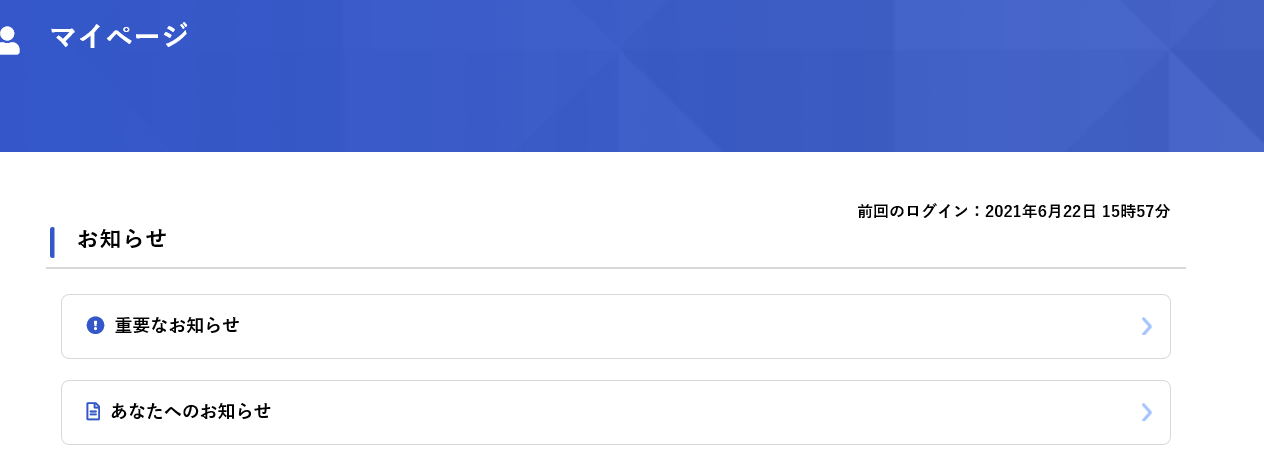 マイページ
前回のログイン：2021年6月22日 15時57分
お知らせ
重要なお知らせ
あなたへのお知らせ